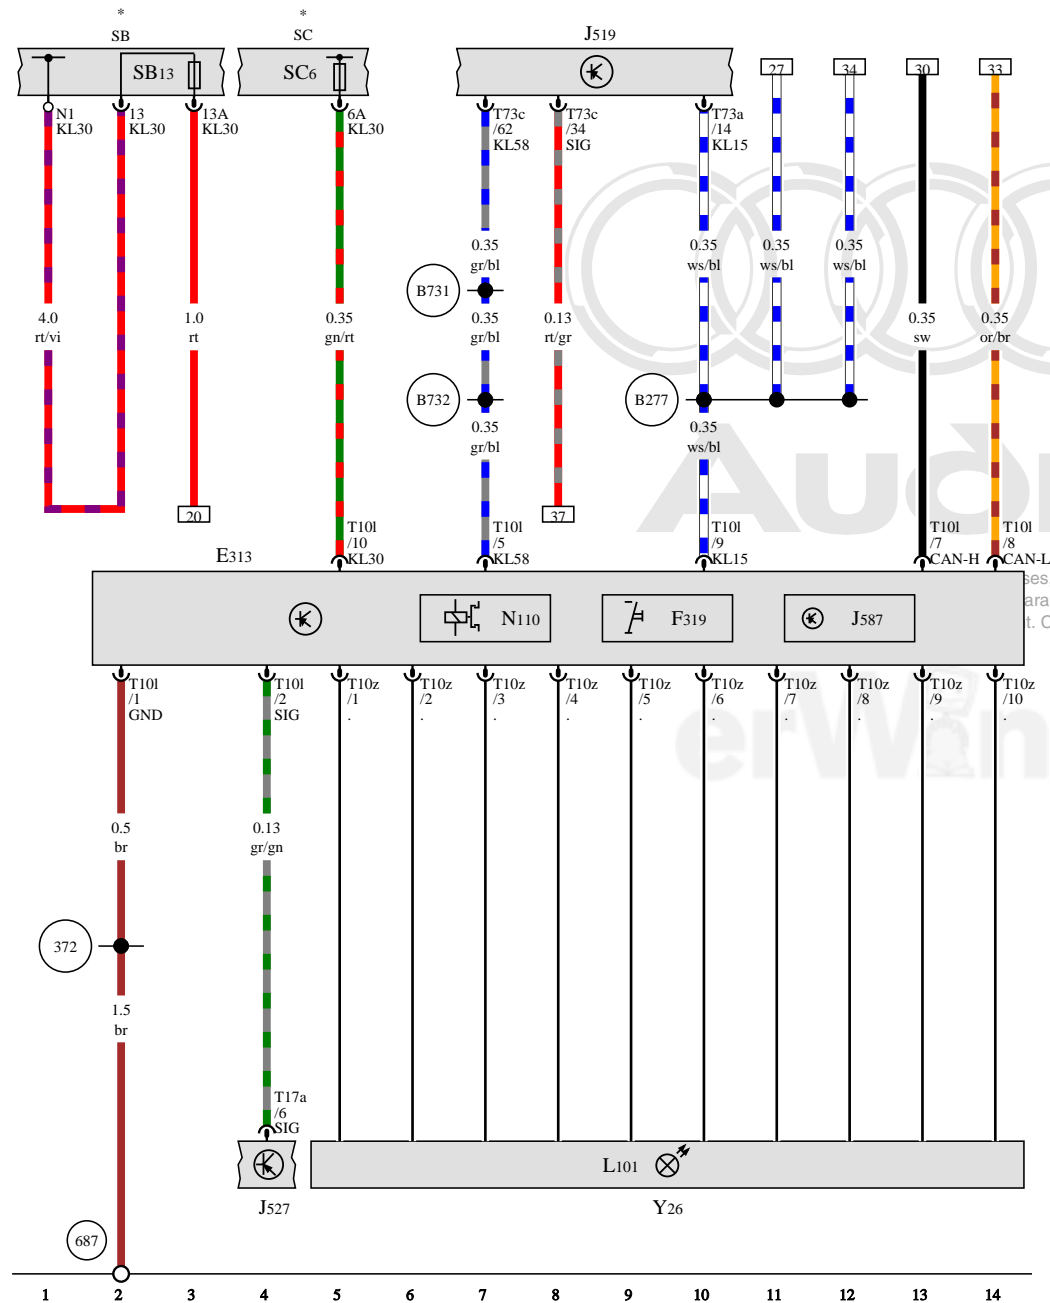 *
*
SB
SC
J519
SB13
SC6
27
34
30
33
N1
KL30
13
KL30
13A
KL30
6A
KL30
T73c
/62
KL58
T73c
/34
SIG
T73a
/14
KL15
0.35
gr/bl
0.35
ws/bl
0.35
ws/bl
0.35
ws/bl
B731
4.0
rt/vi
1.0
rt
0.35
gn/rt
0.35
gr/bl
0.13
rt/gr
0.35
sw
0.35
or/br
B732
B277
0.35
gr/bl
0.35
ws/bl
Aud
20
37
E313
T10l
/10
KL30
T10l
/5
KL58
T10l
/9
KL15
T10l
/7
CAN-H
T10l
/8
CAN-L
ses.
ara
t. C
N110
F319
J587
T10l
/1
GND
T10l
/2
SIG
T10z
/1
.
T10z
/2
.
T10z
/3
.
T10z
/4
.
T10z
/5
.
T10z
/6
.
T10z
/7
.
T10z
/8
.
T10z
/9
.
T10z
/10
.
erWin
0.5
br
0.13
gr/gn
372
1.5
br
T17a
/6
SIG
L101
J527
Y26
687
1 2 3 4 5 6 7 8 9 10 11 12 13 14